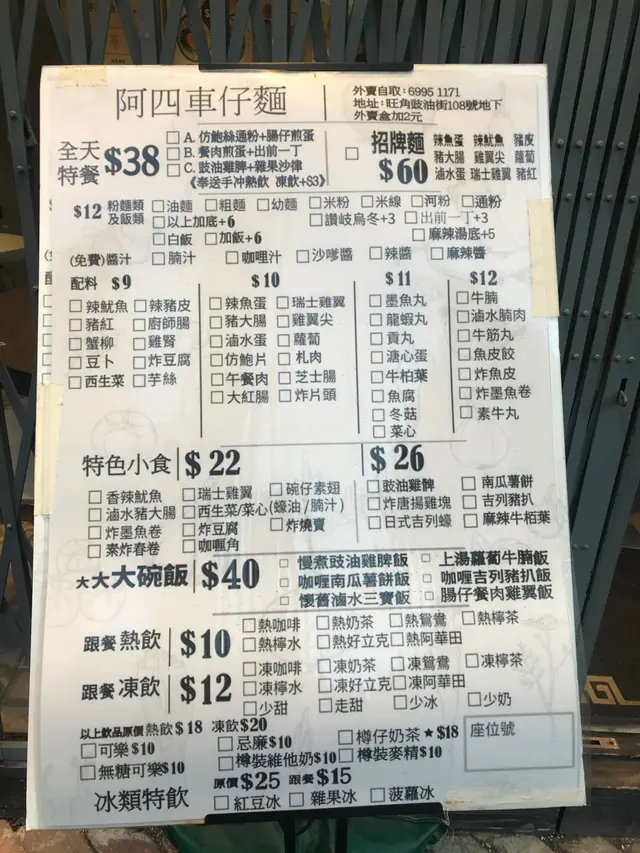 阿四車仔麵
外賣自取：6995 1171
地址：旺角豉油街108號地下
外賣盒加2元
全天特餐 $38
A. 仿鮑絲通粉+腸仔煎蛋
B. 餐肉煎蛋+出前一丁
C. 豉油雞脾+雜果沙律
《奉送手冲熱飲 凍飲+$3》
招牌麵 $60
辣魚蛋 辣魷魚 豬皮
豬大腸 雞翼尖 蘿蔔
滷水蛋 瑞士雞翼 豬紅
$12 粉麵類及飯類
油麵 粗麵 幼麵 米粉 米線 河粉 通粉
以上加底+6 讚岐烏冬+3 出前一丁+3
白飯 加飯+6 麻辣湯底+5
(免費)醬汁 腩汁 咖喱汁 沙嗲醬 辣醬 麻辣醬
配料 $9
辣魷魚 辣豬皮
豬紅 廚師腸
蟹柳 雞腎
豆卜 炸豆腐
西生菜 芋絲
$10
辣魚蛋 瑞士雞翼
豬大腸 雞翼尖
滷水蛋 蘿蔔
仿鮑片 札肉
午餐肉 芝士腸
大紅腸 炸片頭
$11
墨魚丸
龍蝦丸
貢丸
溏心蛋
牛柏葉
魚腐
冬菇
菜心
$12
牛腩
滷水腩肉
牛筋丸
魚皮餃
炸魚皮
炸墨魚卷
素牛丸
特色小食 $22
香辣魷魚 瑞士雞翼 碗仔素翅
滷水豬大腸 西生菜/菜心(蠔油/腩汁)
炸墨魚卷 炸豆腐 炸燒賣
素炸春卷 咖喱角
$26
豉油雞髀 南瓜薯餅
炸唐揚雞塊 吉列豬扒
日式吉列蠔 麻辣牛栢葉
大大大大碗飯 $40
慢煮豉油雞脾飯 上湯蘿蔔牛腩飯
咖喱南瓜薯餅飯 咖喱吉列豬扒飯
懷舊滷水三寶飯 腸仔餐肉雞翼飯
跟餐熱飲 $10
熱咖啡 熱奶茶 熱鴛鴦 熱檸茶
熱檸水 熱好立克 熱阿華田
跟餐凍飲 $12
凍咖啡 凍奶茶 凍鴛鴦 凍檸茶
凍檸水 凍好立克 凍阿華田
少甜 走甜 少冰 少奶
以上飲品原價 熱飲$18 凍飲$20
可樂$10 忌廉$10 樽仔奶茶★$18
無糖可樂$10 樽裝維他奶$10 樽裝麥精$10
座位號
冰類特飲 原價$25 跟餐$15
紅豆冰 雜果冰 菠蘿冰